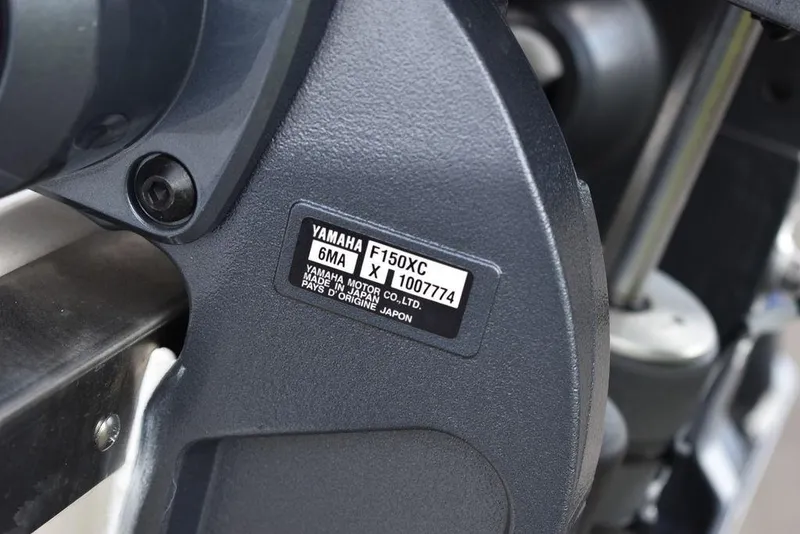 YAMAHA F150XC
6MA X 1007774
YAMAHA MOTOR CO.,LTD.
MADE IN JAPAN
PAYS D'ORIGINE JAPON